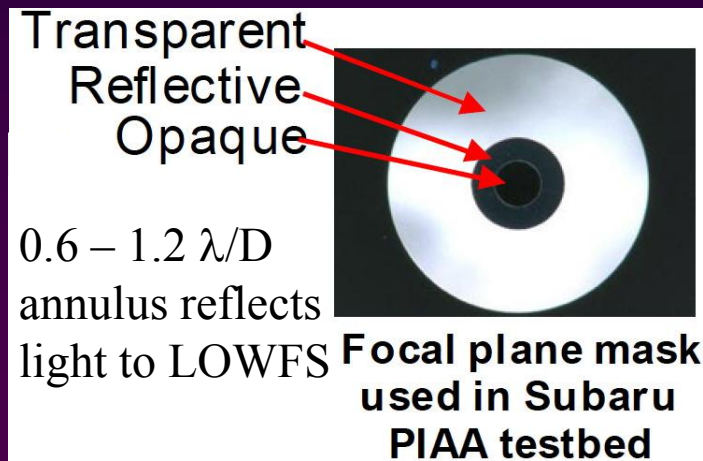 Transparent
Reflective
Opaque
0.6 – 1.2 λ/D
annulus reflects
light to LOWFS
Focal plane mask
used in Subaru
PIAA testbed